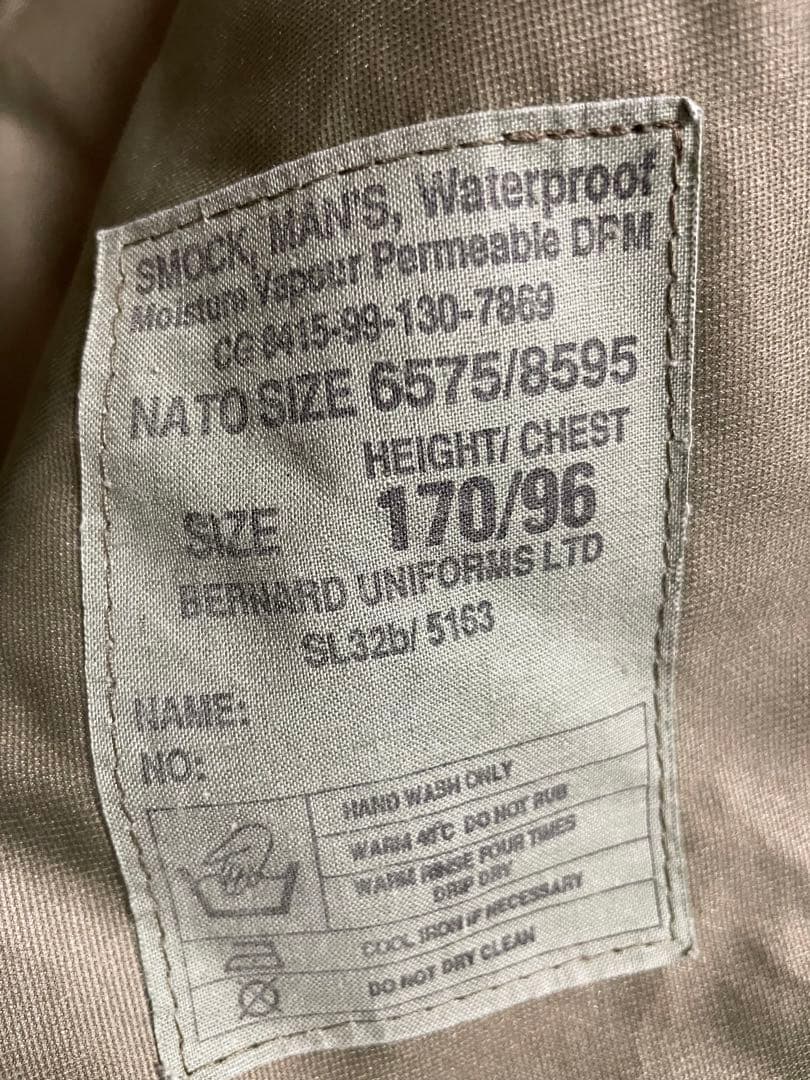 SMOCK, MAN'S, Waterproof
Moisture Vapour Permeable DPM
CG 8415-99-130-7869
NATO SIZE 6575/8595
HEIGHT/ CHEST
SIZE 170/96
BERNARD UNIFORMS LTD
SL32b/ 5163
NAME:
NO:
HAND WASH ONLY
WARM 40°C DO NOT RUB
WARM RINSE FOUR TIMES
DRIP DRY
COOL IRON IF NECESSARY
DO NOT DRY CLEAN